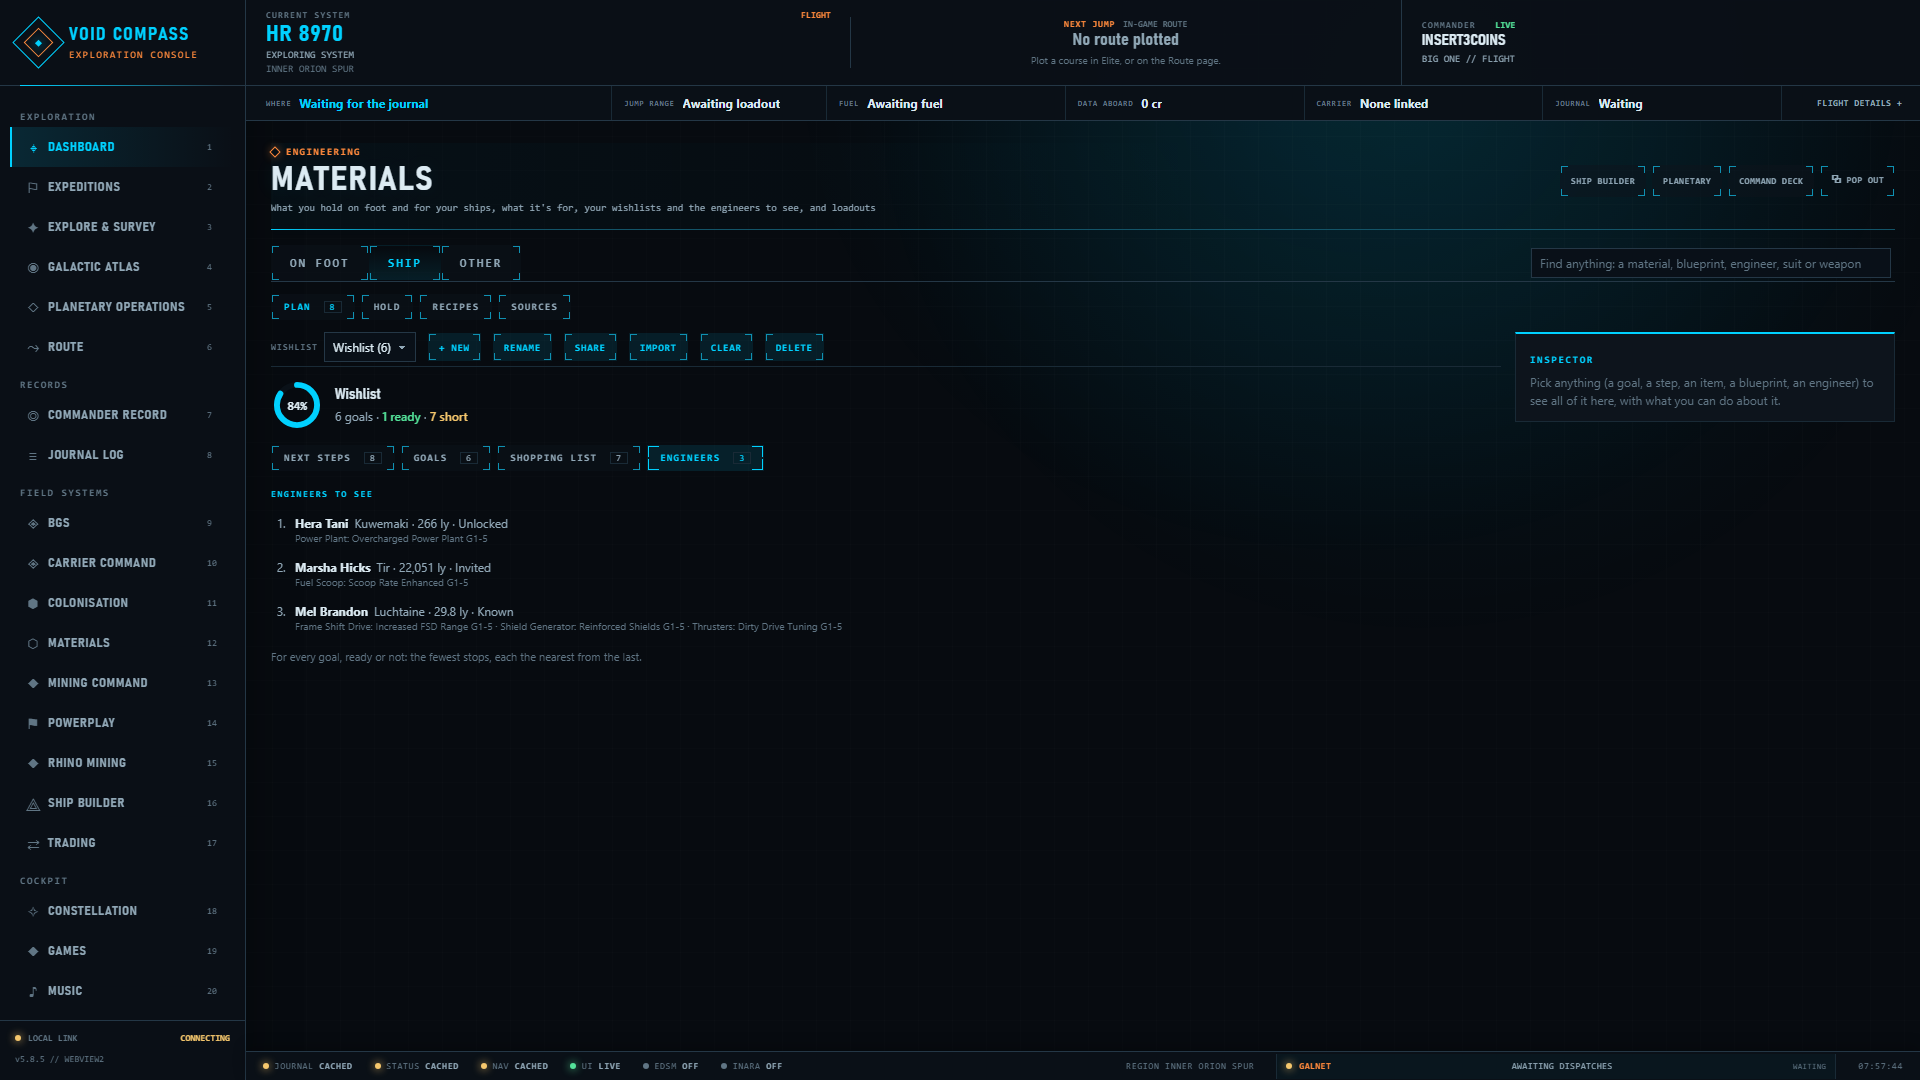 VOID COMPASS
EXPLORATION CONSOLE
CURRENT SYSTEM
FLIGHT
HR 8970
EXPLORING SYSTEM
INNER ORION SPUR
NEXT JUMP IN-GAME ROUTE
No route plotted
Plot a course in Elite, or on the Route page.
COMMANDER LIVE
INSERT3COINS
BIG ONE // FLIGHT
WHERE Waiting for the journal
JUMP RANGE Awaiting loadout
FUEL Awaiting fuel
DATA ABOARD 0 cr
CARRIER None linked
JOURNAL Waiting
FLIGHT DETAILS +
EXPLORATION
DASHBOARD 1
EXPEDITIONS 2
EXPLORE & SURVEY 3
GALACTIC ATLAS 4
PLANETARY OPERATIONS 5
ROUTE 6
RECORDS
COMMANDER RECORD 7
JOURNAL LOG 8
FIELD SYSTEMS
BGS 9
CARRIER COMMAND 10
COLONISATION 11
MATERIALS 12
MINING COMMAND 13
POWERPLAY 14
RHINO MINING 15
SHIP BUILDER 16
TRADING 17
COCKPIT
CONSTELLATION 18
GAMES 19
MUSIC 20
LOCAL LINK CONNECTING
v5.8.5 // WEBVIEW2
ENGINEERING
MATERIALS
What you hold on foot and for your ships, what it's for, your wishlists and the engineers to see, and loadouts
SHIP BUILDER
PLANETARY
COMMAND DECK
POP OUT
ON FOOT
SHIP
OTHER
Find anything: a material, blueprint, engineer, suit or weapon
PLAN 8
HOLD
RECIPES
SOURCES
WISHLIST
Wishlist (6)
+ NEW
RENAME
SHARE
IMPORT
CLEAR
DELETE
84%
Wishlist
6 goals · 1 ready · 7 short
NEXT STEPS 8
GOALS 6
SHOPPING LIST 7
ENGINEERS 3
ENGINEERS TO SEE
1. Hera Tani Kuwemaki · 266 ly · Unlocked
Power Plant: Overcharged Power Plant G1-5
2. Marsha Hicks Tir · 22,051 ly · Invited
Fuel Scoop: Scoop Rate Enhanced G1-5
3. Mel Brandon Luchtaine · 29.8 ly · Known
Frame Shift Drive: Increased FSD Range G1-5 · Shield Generator: Reinforced Shields G1-5 · Thrusters: Dirty Drive Tuning G1-5
For every goal, ready or not: the fewest stops, each the nearest from the last.
INSPECTOR
Pick anything (a goal, a step, an item, a blueprint, an engineer) to
see all of it here, with what you can do about it.
JOURNAL CACHED
STATUS CACHED
NAV CACHED
UI LIVE
EDSM OFF
INARA OFF
REGION INNER ORION SPUR
GALNET
AWAITING DISPATCHES
WAITING
07:57:44